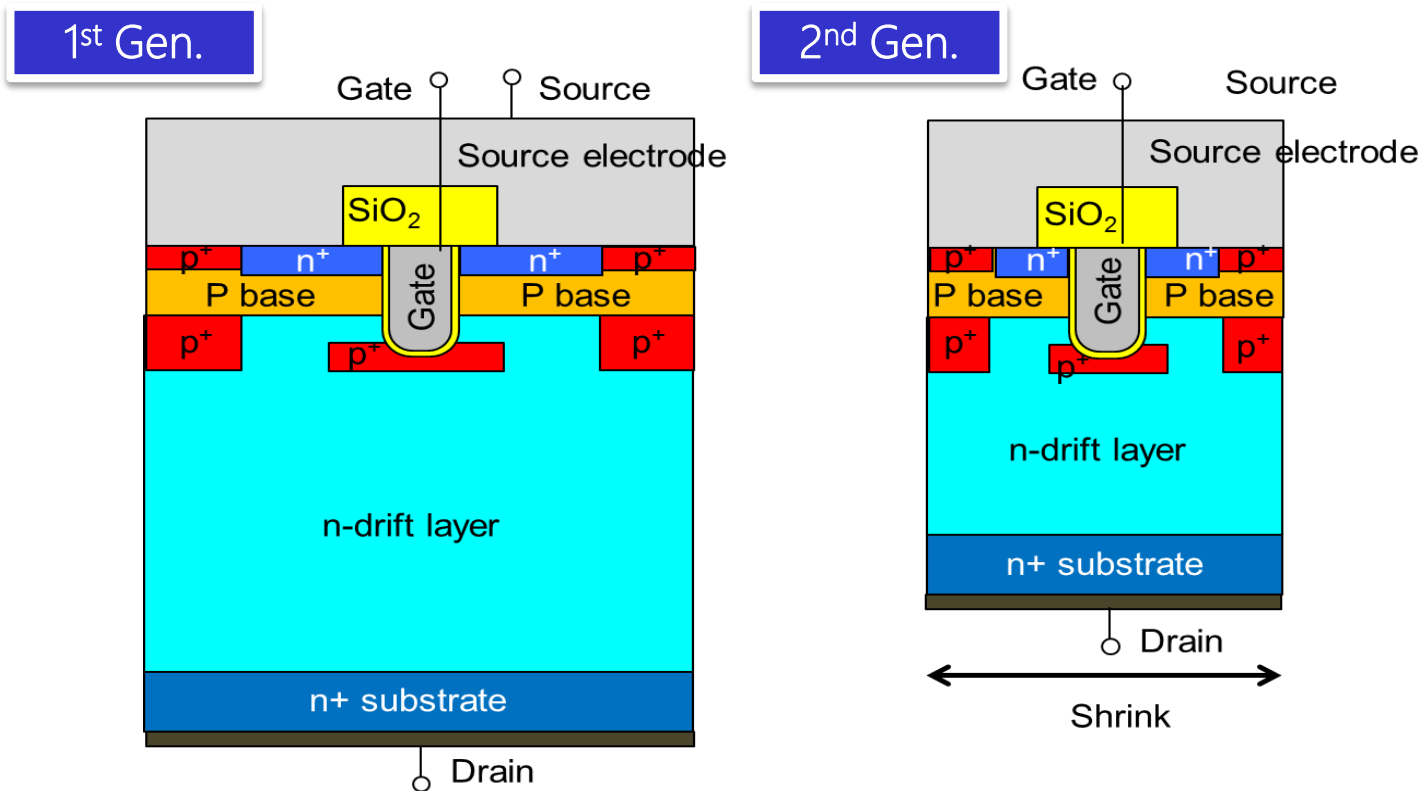 1st Gen.
Gate
Source
Source electrode
SiO2
p+
n+
n+
p+
P base
Gate
P base
p+
p+
p+
n-drift layer
n+ substrate
Drain
2nd Gen.
Gate
Source
Source electrode
SiO2
p+
n+
n+
p+
P base
Gate
P base
p+
p+
p+
n-drift layer
n+ substrate
Drain
Shrink